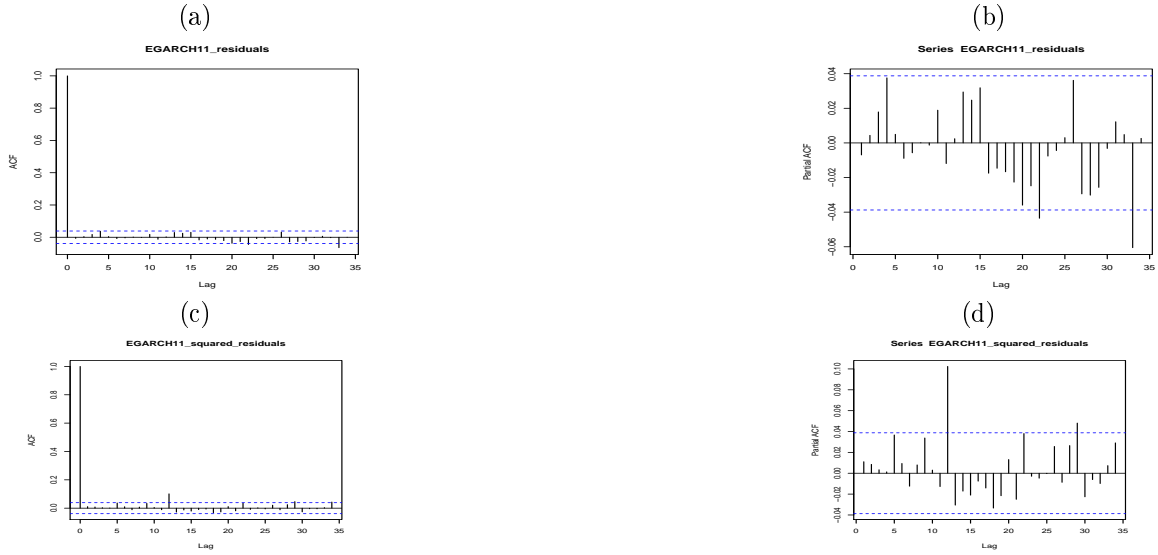 (a)
EGARCH11_residuals
ACF
1.0
0.8
0.6
0.4
0.2
0.0
0 5 10 15 20 25 30 35
Lag
(b)
Series EGARCH11_residuals
Partial ACF
0.04
0.02
0.00
−0.02
−0.04
−0.06
0 5 10 15 20 25 30 35
Lag
(c)
EGARCH11_squared_residuals
ACF
1.0
0.8
0.6
0.4
0.2
0.0
0 5 10 15 20 25 30 35
Lag
(d)
Series EGARCH11_squared_residuals
Partial ACF
0.10
0.08
0.06
0.04
0.02
0.00
−0.02
−0.04
0 5 10 15 20 25 30 35
Lag